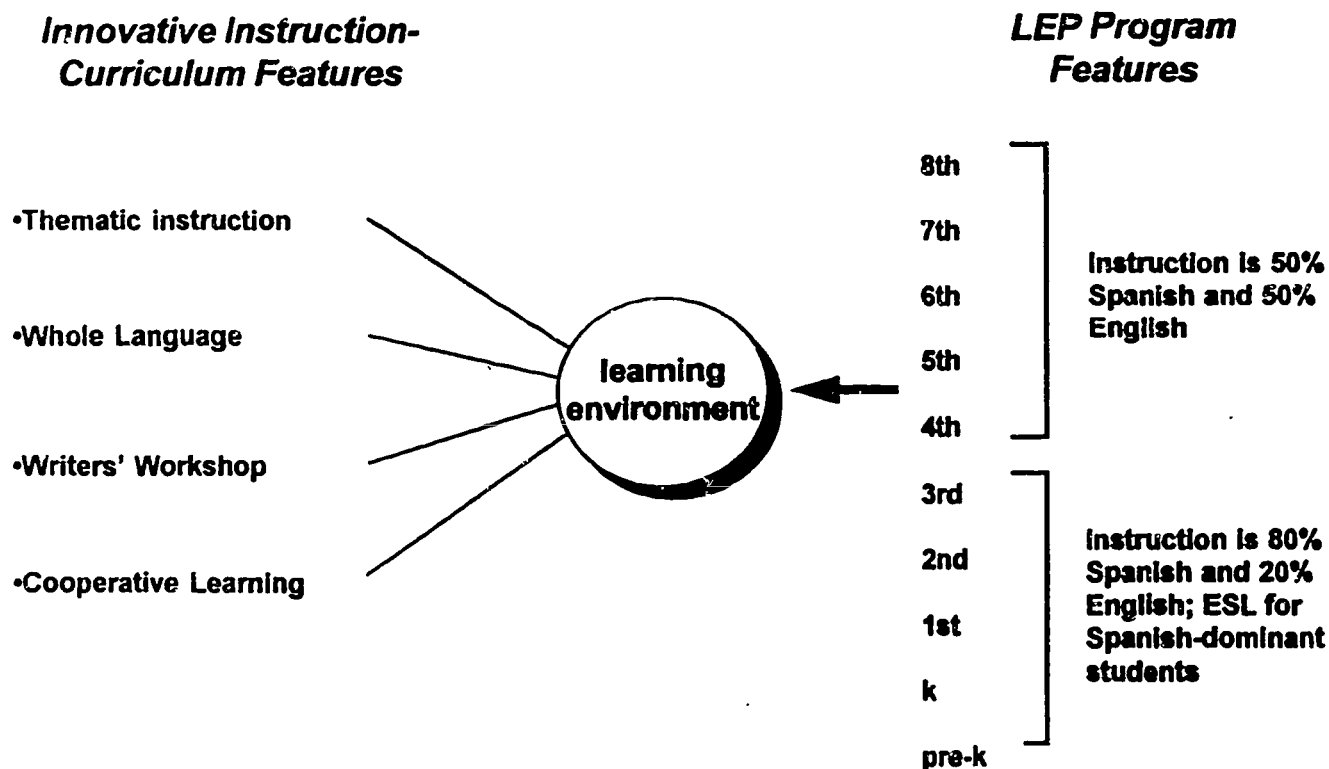 Innovative Instruction-
Curriculum Features
•Thematic instruction
•Whole Language
•Writers' Workshop
•Cooperative Learning
learning
environment
LEP Program
Features
8th
7th
6th
5th
4th
Instruction is 50%
Spanish and 50%
English
3rd
2nd
1st
k
pre-k
Instruction is 80%
Spanish and 20%
English; ESL for
Spanish-dominant
students